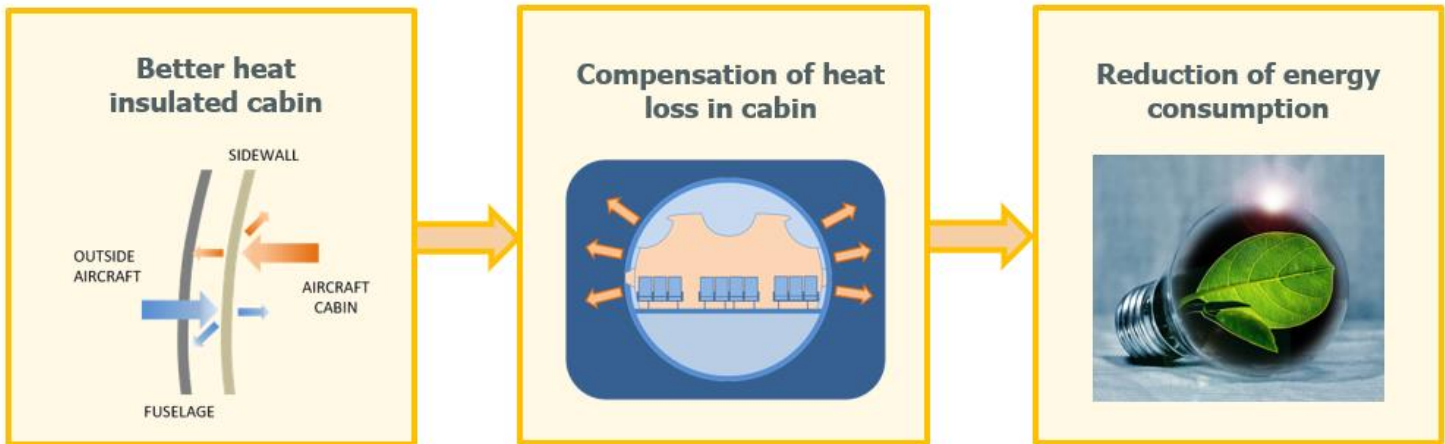 Better heat
insulated cabin
SIDEWALL
OUTSIDE
AIRCRAFT
AIRCRAFT
CABIN
FUSELAGE
Compensation of heat
loss in cabin
Reduction of energy
consumption